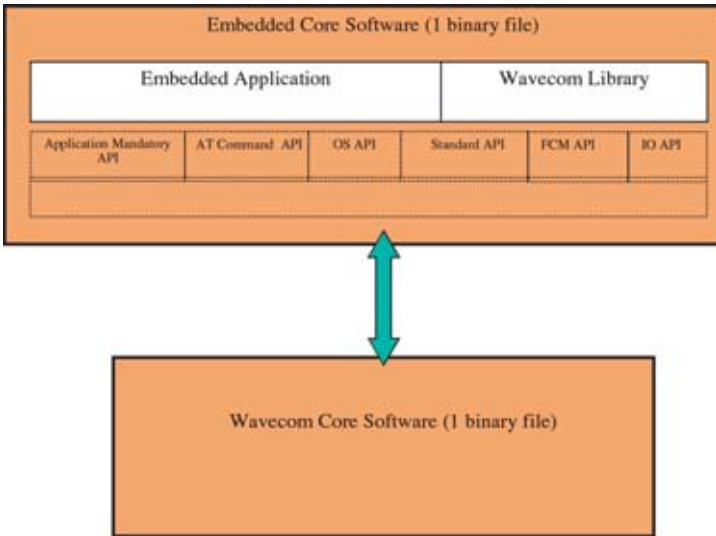 Embedded Core Software (1 binary file)
Embedded Application
Wavecom Library
Application Mandatory
API
AT Command API
OS API
Standard API
FCM API
IO API
Wavecom Core Software (1 binary file)